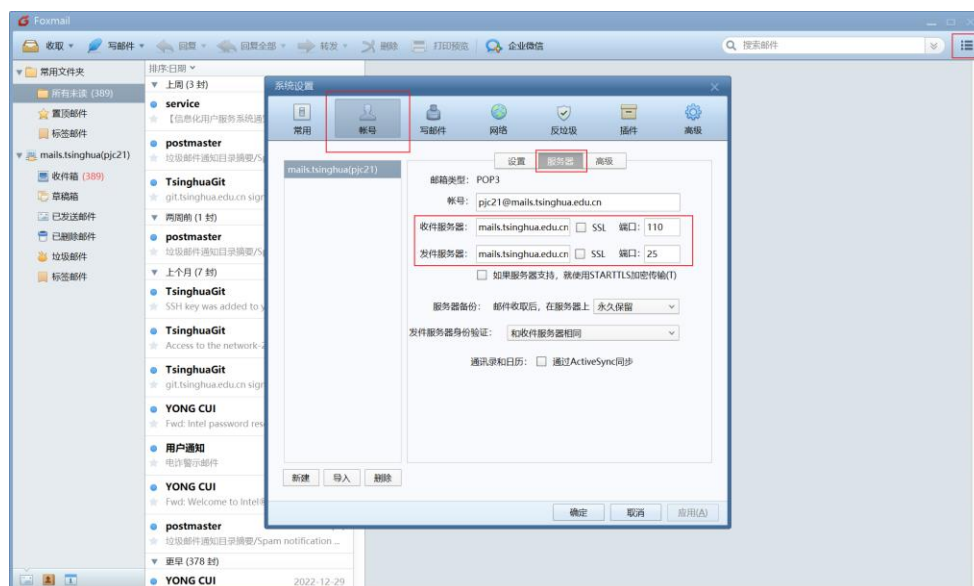 Foxmail
收取 写邮件 回复 回复全部 转发 删除 打印预览 企业微信 搜索邮件
常用文件夹
所有未读 (389)
置顶邮件
标签邮件
mails.tsinghua(pjc21)
收件箱 (389)
草稿箱
已发送邮件
已删除邮件
垃圾邮件
标签邮件
排序:日期
上周 (3 封)
service
【信息化用户服务系统通
postmaster
垃圾邮件通知目录摘要/Sp
TsinghuaGit
git.tsinghua.edu.cn sign
两周前 (1 封)
postmaster
垃圾邮件通知目录摘要/Sp
上个月 (7 封)
TsinghuaGit
SSH key was added to y
TsinghuaGit
Access to the network-2
TsinghuaGit
git.tsinghua.edu.cn sign
YONG CUI
Fwd: Intel password res
用户通知
电诈警示邮件
YONG CUI
Fwd: Welcome to Intel®
postmaster
垃圾邮件通知目录摘要/Spam notification ...
更早 (378 封)
YONG CUI 2022-12-29
系统设置
常用 帐号 写邮件 网络 反垃圾 插件 高级
mails.tsinghua(pjc21)
设置 服务器 高级
邮箱类型: POP3
帐号: pjc21@mails.tsinghua.edu.cn
收件服务器: mails.tsinghua.edu.cn SSL 端口: 110
发件服务器: mails.tsinghua.edu.cn SSL 端口: 25
如果服务器支持，就使用STARTTLS加密传输(T)
服务器备份: 邮件收取后，在服务器上 永久保留
发件服务器身份验证: 和收件服务器相同
通讯录和日历: 通过ActiveSync同步
新建 导入 删除
确定 取消 应用(A)